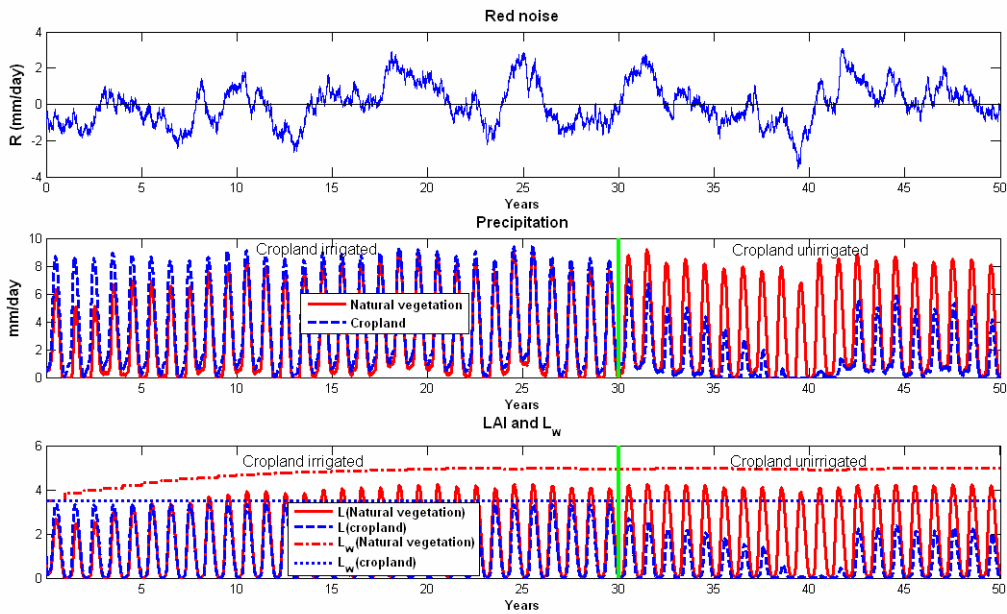 Red noise
R (mm/day)
4
2
0
-2
-4
0 5 10 15 20 25 30 35 40 45 50
Years
Precipitation
mm/day
10
8
6
4
2
0
Cropland irrigated
Cropland unirrigated
Natural vegetation
Cropland
0 5 10 15 20 25 30 35 40 45 50
Years
LAI and Lw
6
4
2
0
Cropland irrigated
Cropland unirrigated
L(Natural vegetation)
L(cropland)
Lw(Natural vegetation)
Lw(cropland)
0 5 10 15 20 25 30 35 40 45 50
Years